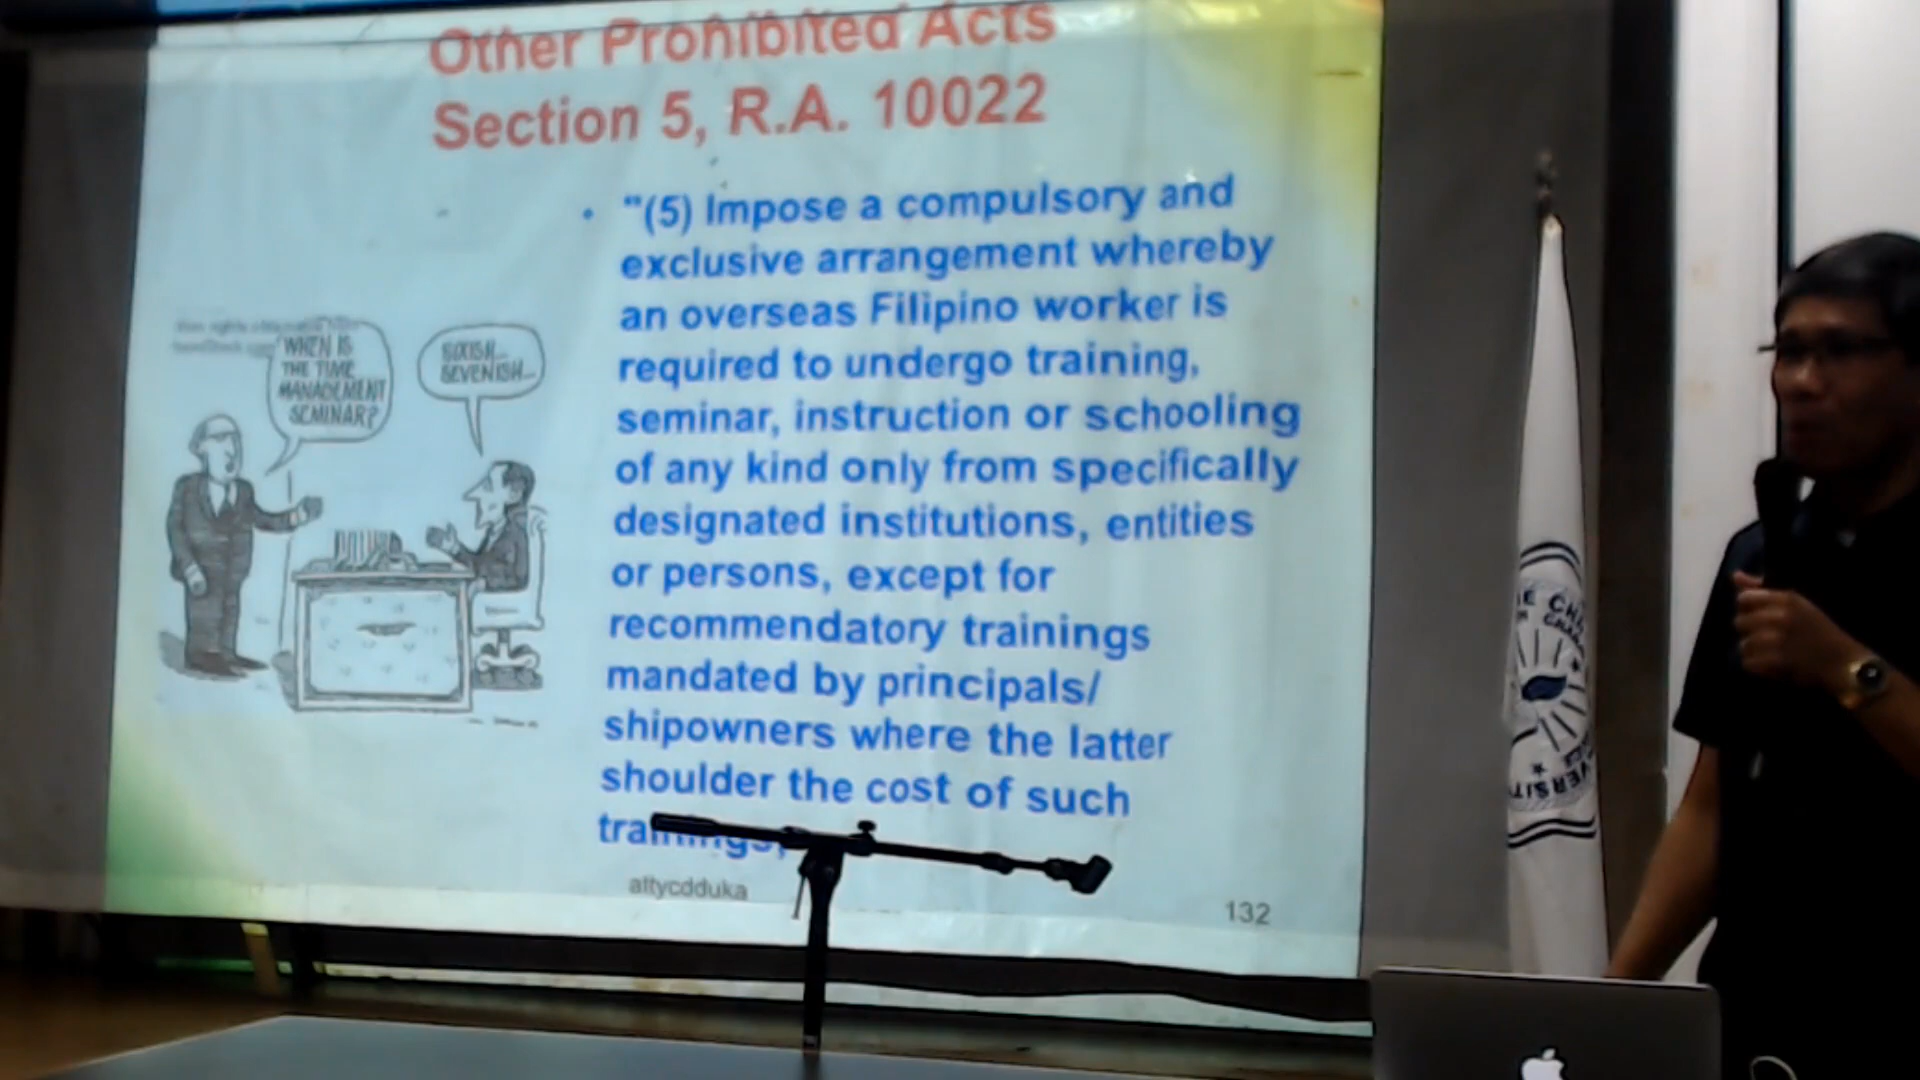 Other Prohibited Acts
Section 5, R.A. 10022
• "(5) Impose a compulsory and
exclusive arrangement whereby
an overseas Filipino worker is
required to undergo training,
seminar, instruction or schooling
of any kind only from specifically
designated institutions, entities
or persons, except for
recommendatory trainings
mandated by principals/
shipowners where the latter
shoulder the cost of such
trainings;
WHEN IS
THE TIME
MANAGEMENT
SEMINAR?
SIXISH...
SEVENISH...
attycdduka
132